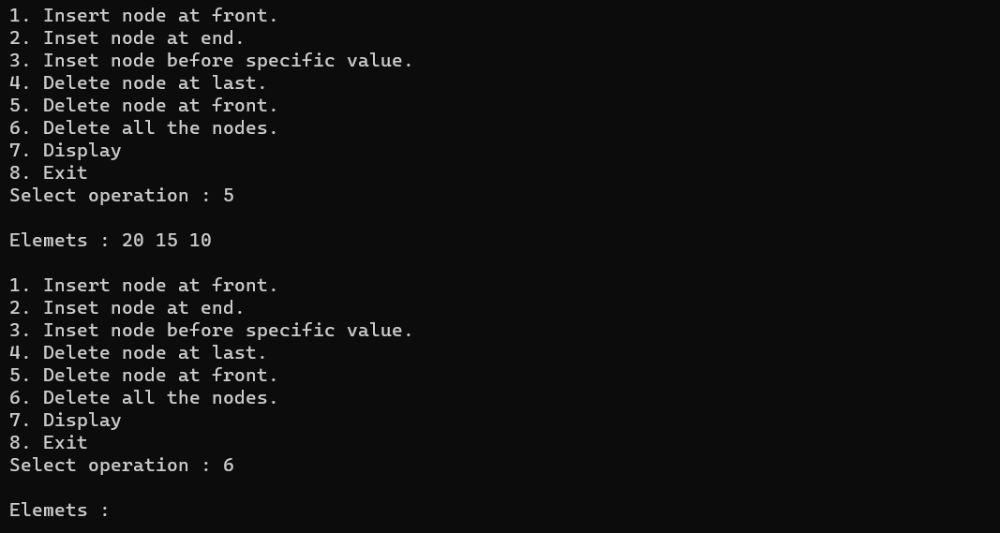 1. Insert node at front.
2. Inset node at end.
3. Inset node before specific value.
4. Delete node at last.
5. Delete node at front.
6. Delete all the nodes.
7. Display
8. Exit
Select operation : 5
Elemets : 20 15 10
1. Insert node at front.
2. Inset node at end.
3. Inset node before specific value.
4. Delete node at last.
5. Delete node at front.
6. Delete all the nodes.
7. Display
8. Exit
Select operation : 6
Elemets :